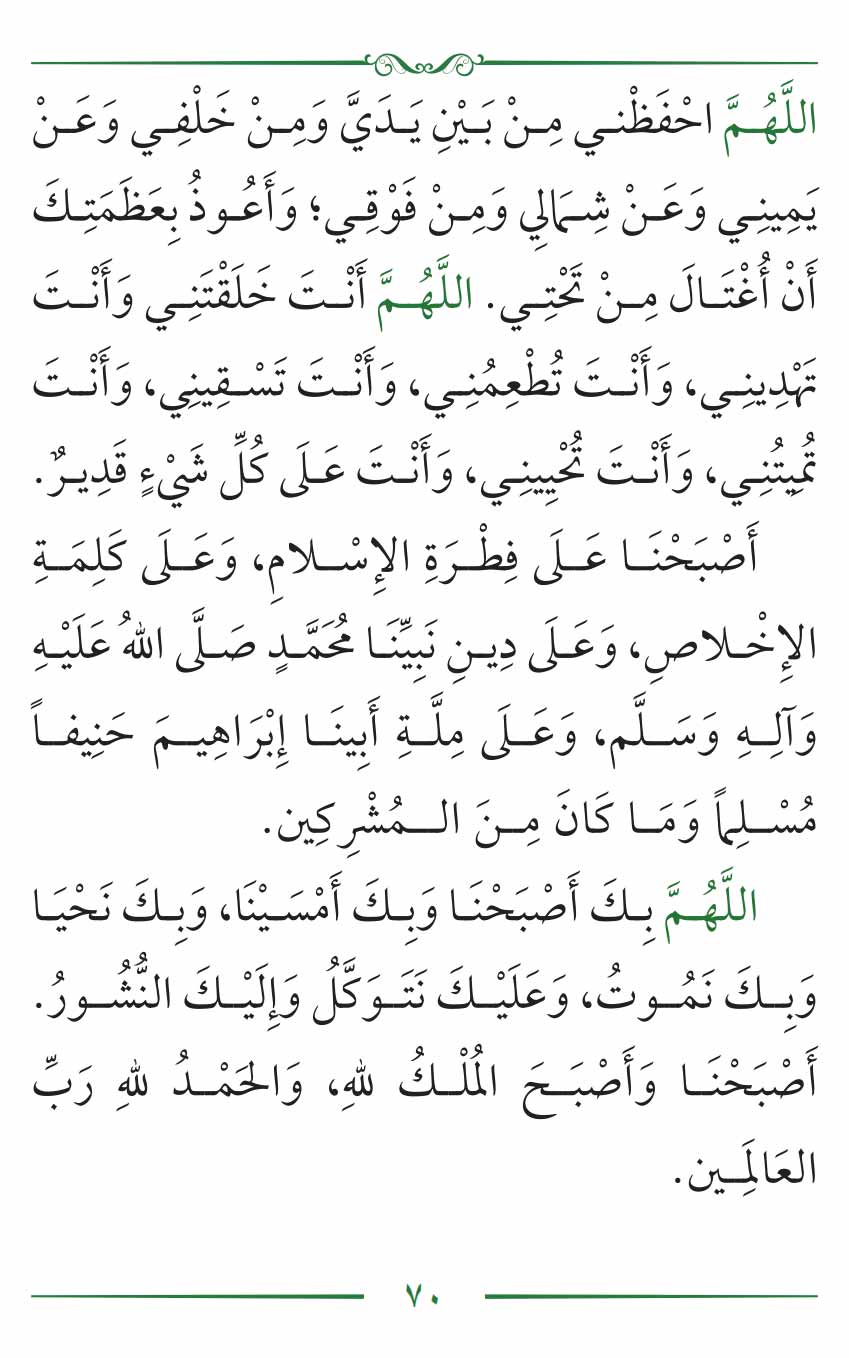 اللَّهُمَّ احْفَظْنِي مِنْ بَيْنِ يَدَيَّ وَمِنْ خَلْفِي وَعَنْ
يَمِينِي وَعَنْ شِمَالِي وَمِنْ فَوْقِي؛ وَأَعُوذُ بِعَظَمَتِكَ
أَنْ أُغْتَالَ مِنْ تَحْتِي. اللَّهُمَّ أَنْتَ خَلَقْتَنِي وَأَنْتَ
تَهْدِينِي، وَأَنْتَ تُطْعِمُنِي، وَأَنْتَ تَسْقِينِي، وَأَنْتَ
تُمِيتُنِي، وَأَنْتَ تُحْيِينِي، وَأَنْتَ عَلَى كُلِّ شَيْءٍ قَدِيرٌ.
أَصْبَحْنَا عَلَى فِطْرَةِ الإِسْلامِ، وَعَلَى كَلِمَةِ
الإِخْلاصِ، وَعَلَى دِينِ نَبِيِّنَا مُحَمَّدٍ صَلَّى اللهُ عَلَيْهِ
وَآلِهِ وَسَلَّم، وَعَلَى مِلَّةِ أَبِينَا إِبْرَاهِيمَ حَنِيفاً
مُسْلِماً وَمَا كَانَ مِنَ الـمُشْرِكِين.
اللَّهُمَّ بِكَ أَصْبَحْنَا وَبِكَ أَمْسَيْنَا، وَبِكَ نَحْيَا
وَبِكَ نَمُوتُ، وَعَلَيْكَ نَتَوَكَّلُ وَإِلَيْكَ النُّشُورُ.
أَصْبَحْنَا وَأَصْبَحَ المُلْكُ للهِ، وَالحَمْدُ للهِ رَبِّ
العَالَمِين.
٧٠